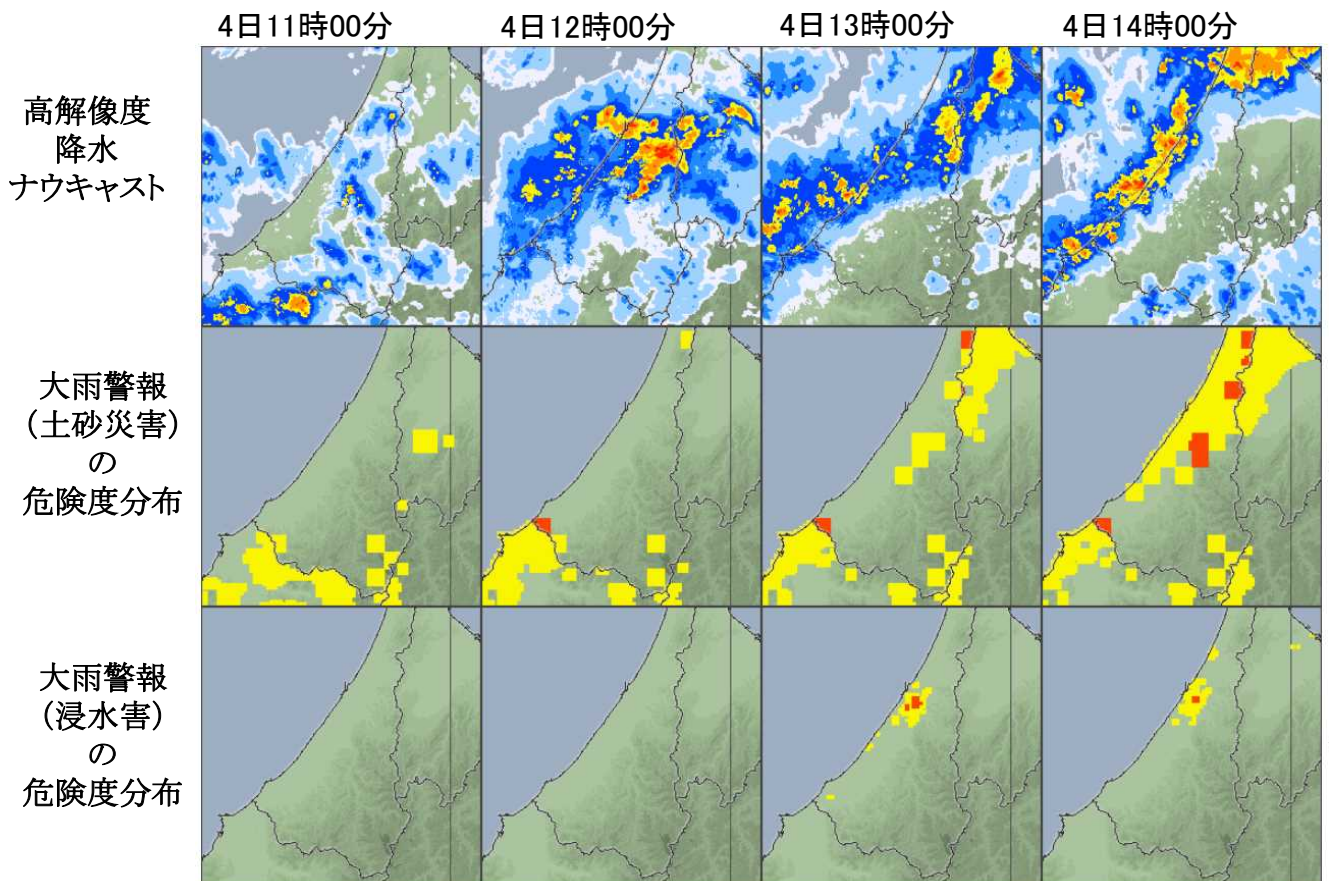 4日11時00分
4日12時00分
4日13時00分
4日14時00分
高解像度
降水
ナウキャスト
大雨警報
(土砂災害)
の
危険度分布
大雨警報
(浸水害)
の
危険度分布